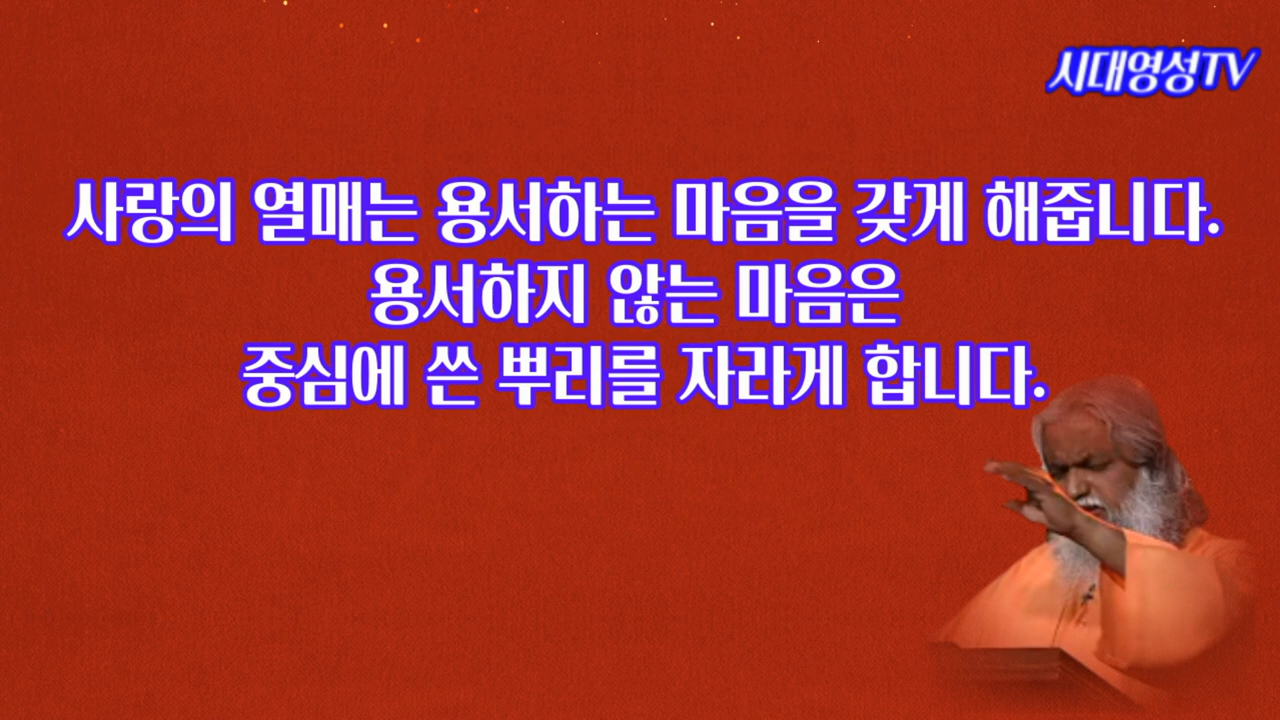 시대영성TV
사랑의 열매는 용서하는 마음을 갖게 해줍니다.
용서하지 않는 마음은
중심에 쓴 뿌리를 자라게 합니다.